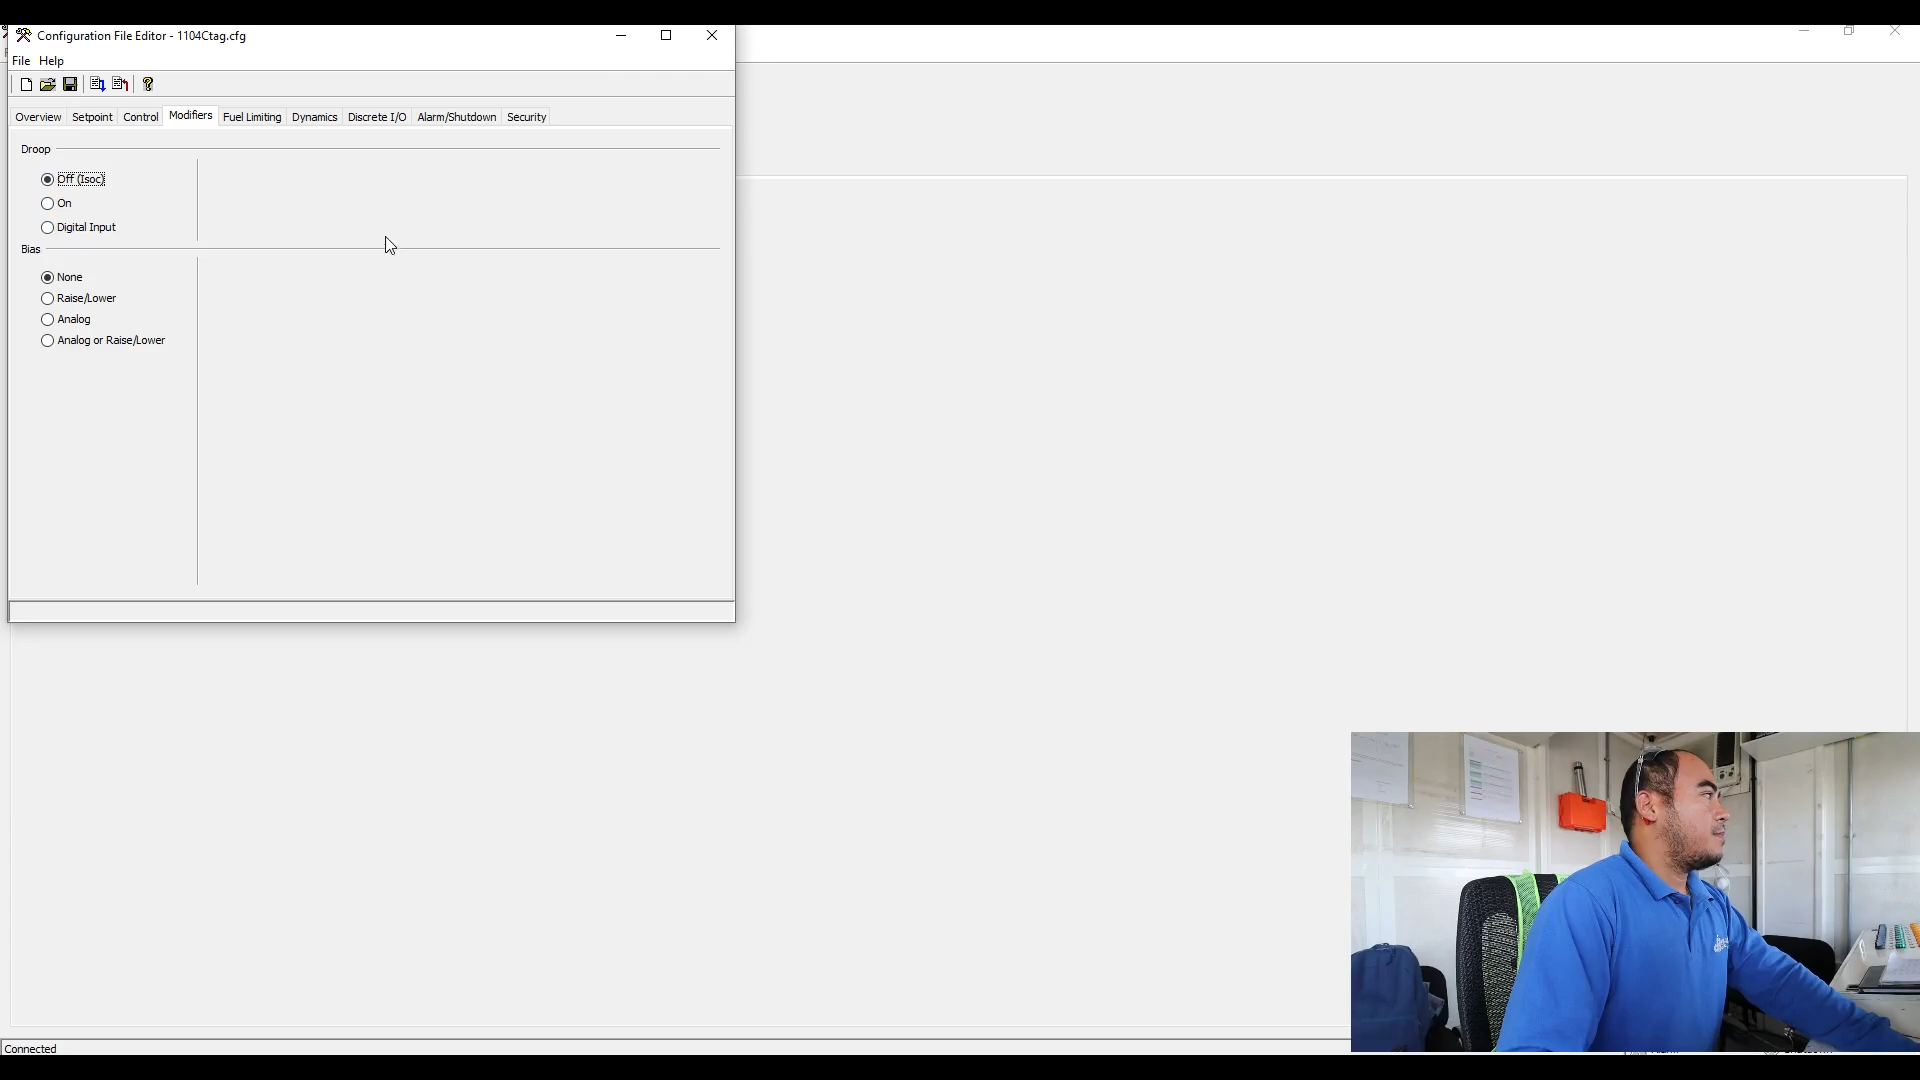 Configuration File Editor - 1104Ctag.cfg
File Help
Overview Setpoint Control Modifiers Fuel Limiting Dynamics Discrete I/O Alarm/Shutdown Security
Droop
Off (Isoc)
On
Digital Input
Bias
None
Raise/Lower
Analog
Analog or Raise/Lower
Connected